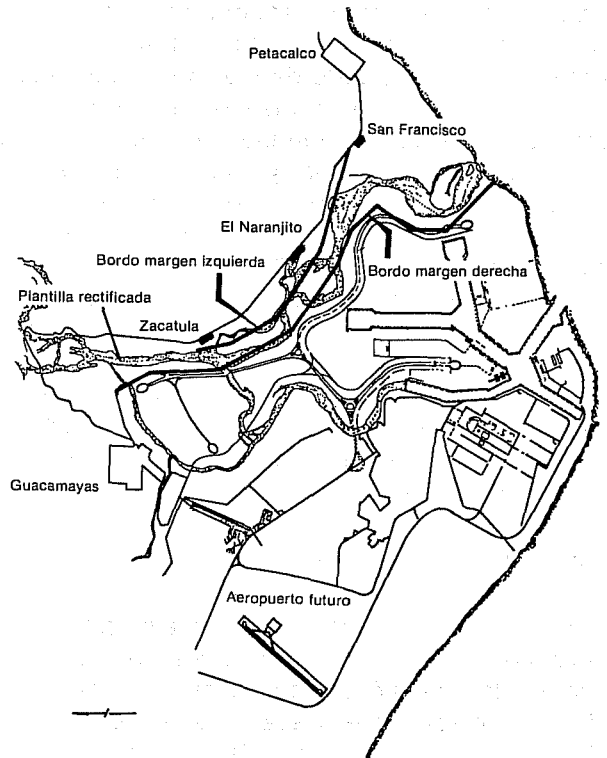 Petacalco
San Francisco
El Naranjito
Bordo margen izquierda
Bordo margen derecha
Plantilla rectificada
Zacatula
Guacamayas
Aeropuerto futuro